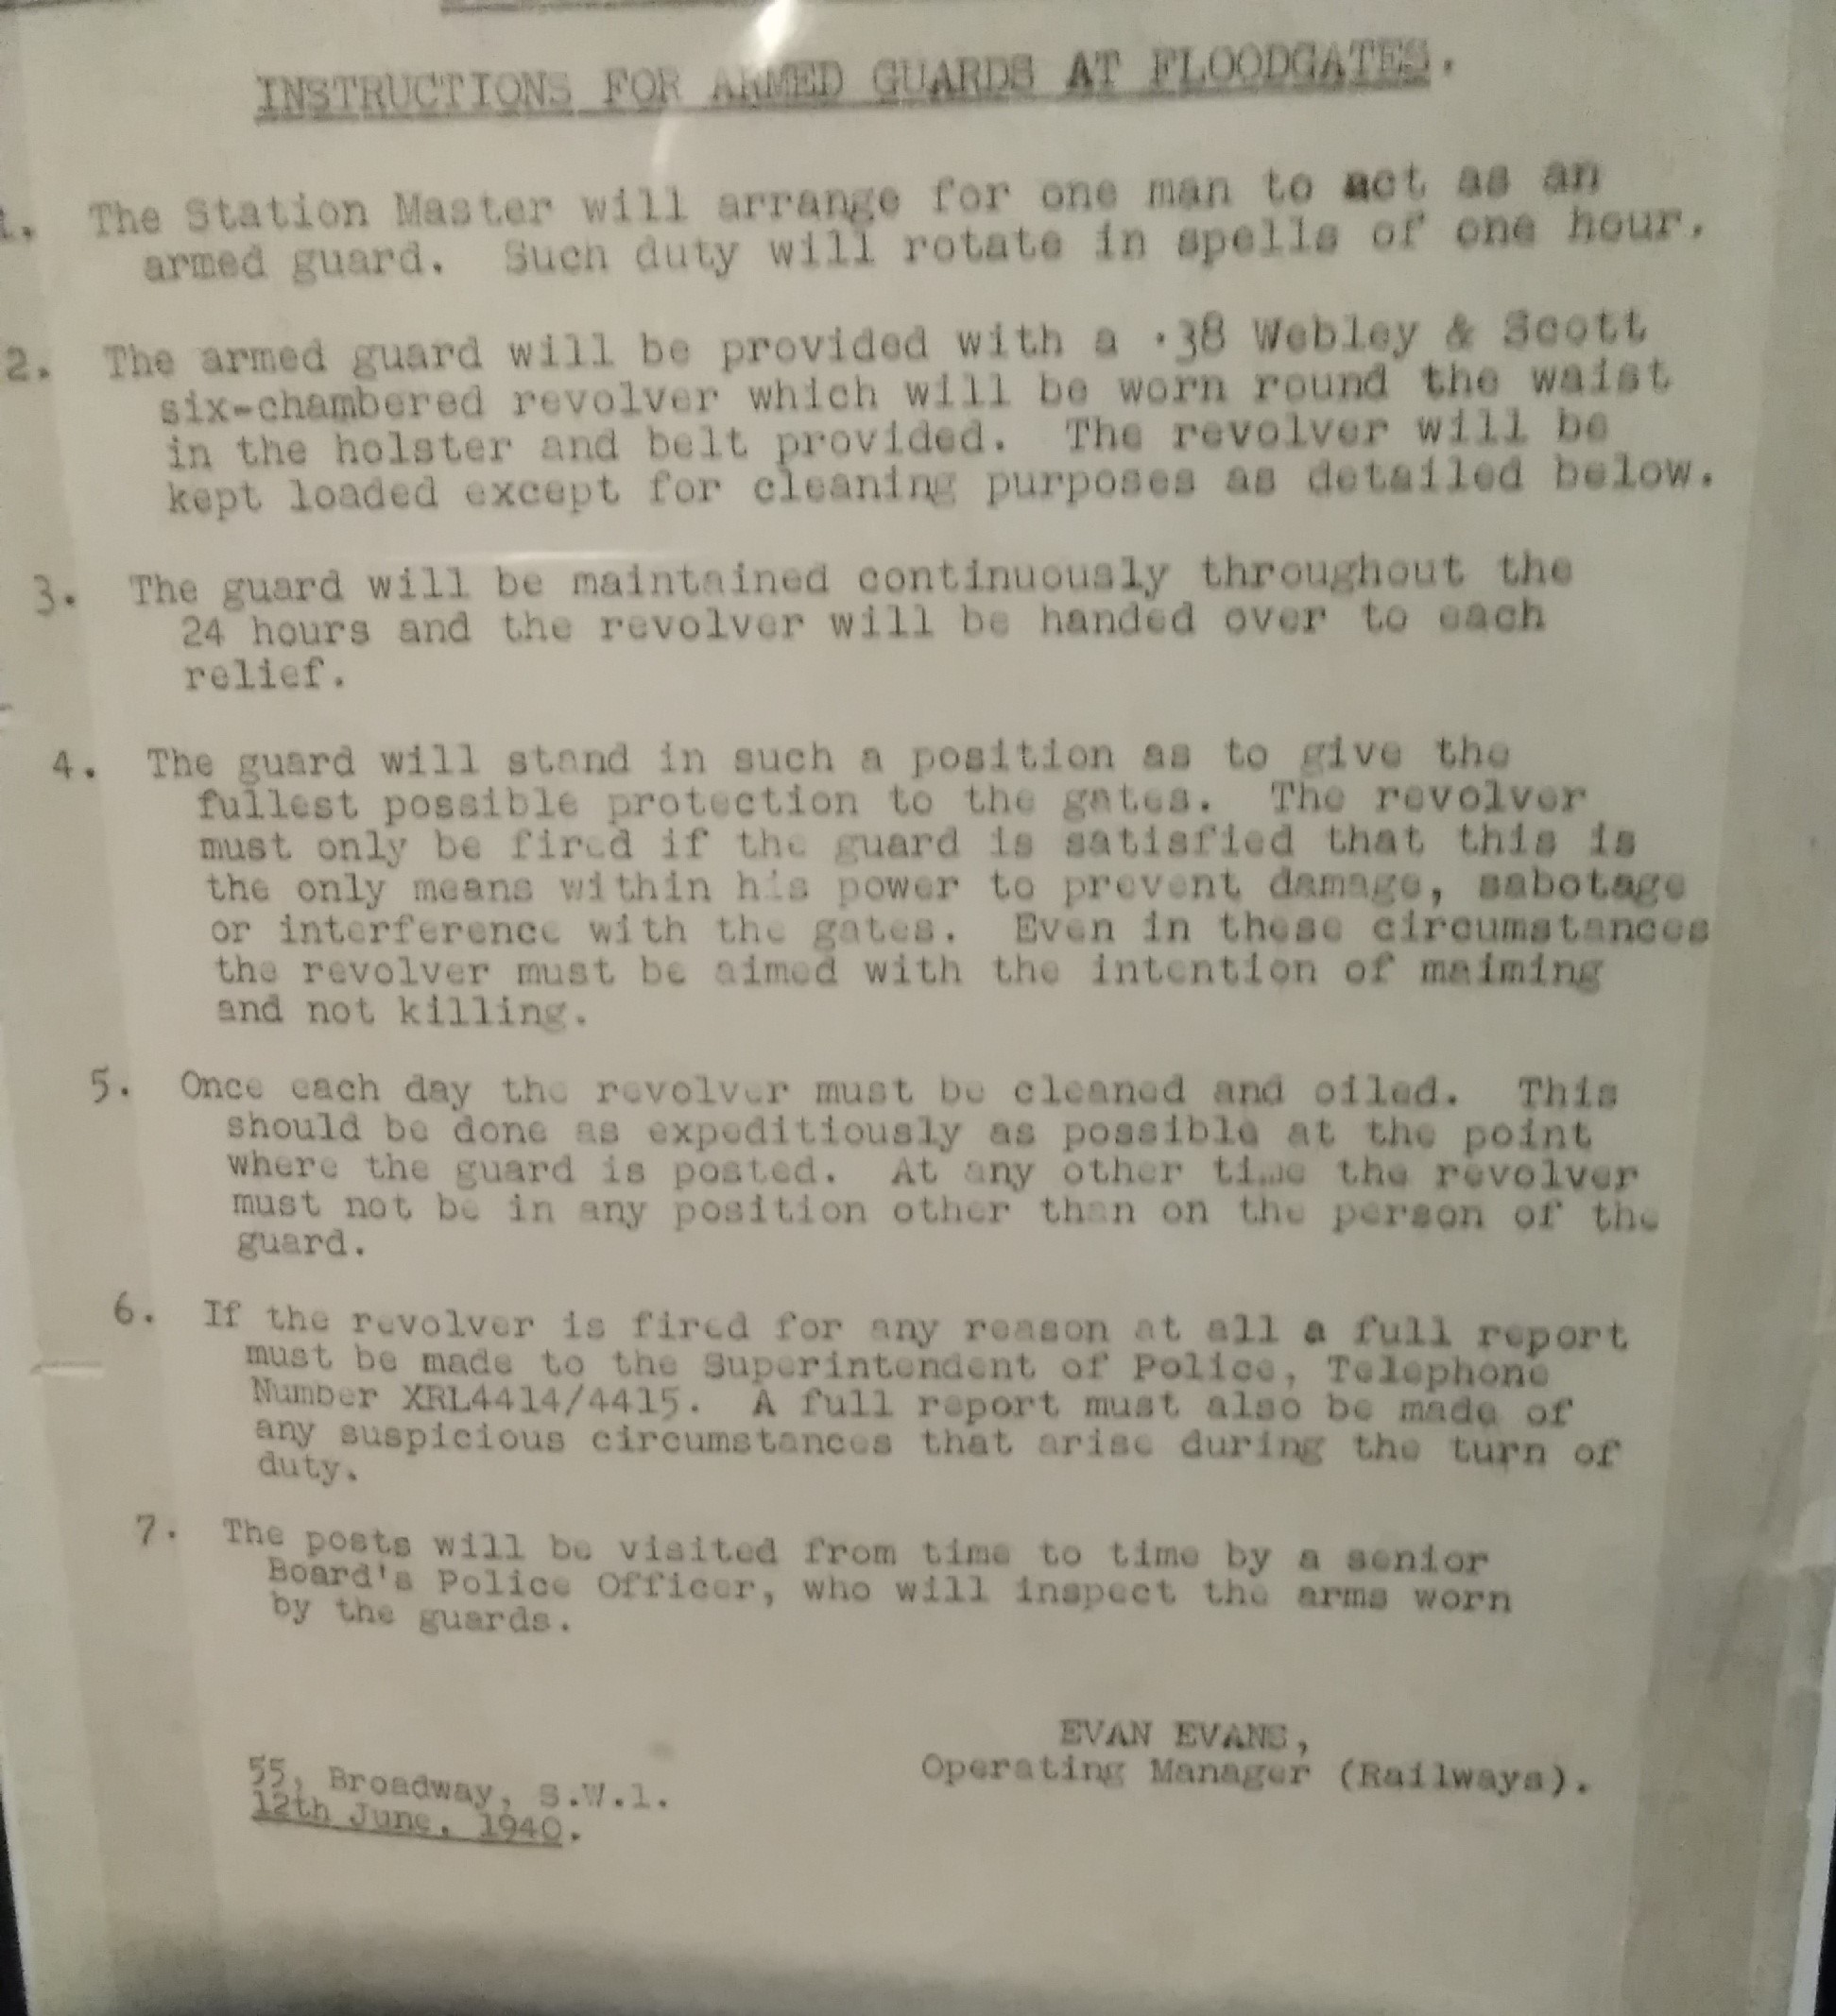 INSTRUCTIONS FOR ARMED GUARDS AT FLOODGATES.
1. The Station Master will arrange for one man to act as an
armed guard. Such duty will rotate in spells of one hour.
2. The armed guard will be provided with a .38 Webley & Scott
six-chambered revolver which will be worn round the waist
in the holster and belt provided. The revolver will be
kept loaded except for cleaning purposes as detailed below.
3. The guard will be maintained continuously throughout the
24 hours and the revolver will be handed over to each
relief.
4. The guard will stand in such a position as to give the
fullest possible protection to the gates. The revolver
must only be fired if the guard is satisfied that this is
the only means within his power to prevent damage, sabotage
or interference with the gates. Even in these circumstances
the revolver must be aimed with the intention of maiming
and not killing.
5. Once each day the revolver must be cleaned and oiled. This
should be done as expeditiously as possible at the point
where the guard is posted. At any other time the revolver
must not be in any position other than on the person of the
guard.
6. If the revolver is fired for any reason at all a full report
must be made to the Superintendent of Police, Telephone
Number XRL4414/4415. A full report must also be made of
any suspicious circumstances that arise during the turn of
duty.
7. The posts will be visited from time to time by a senior
Board's Police Officer, who will inspect the arms worn
by the guards.
EVAN EVANS,
Operating Manager (Railways).
55, Broadway, S.W.1.
12th June, 1940.